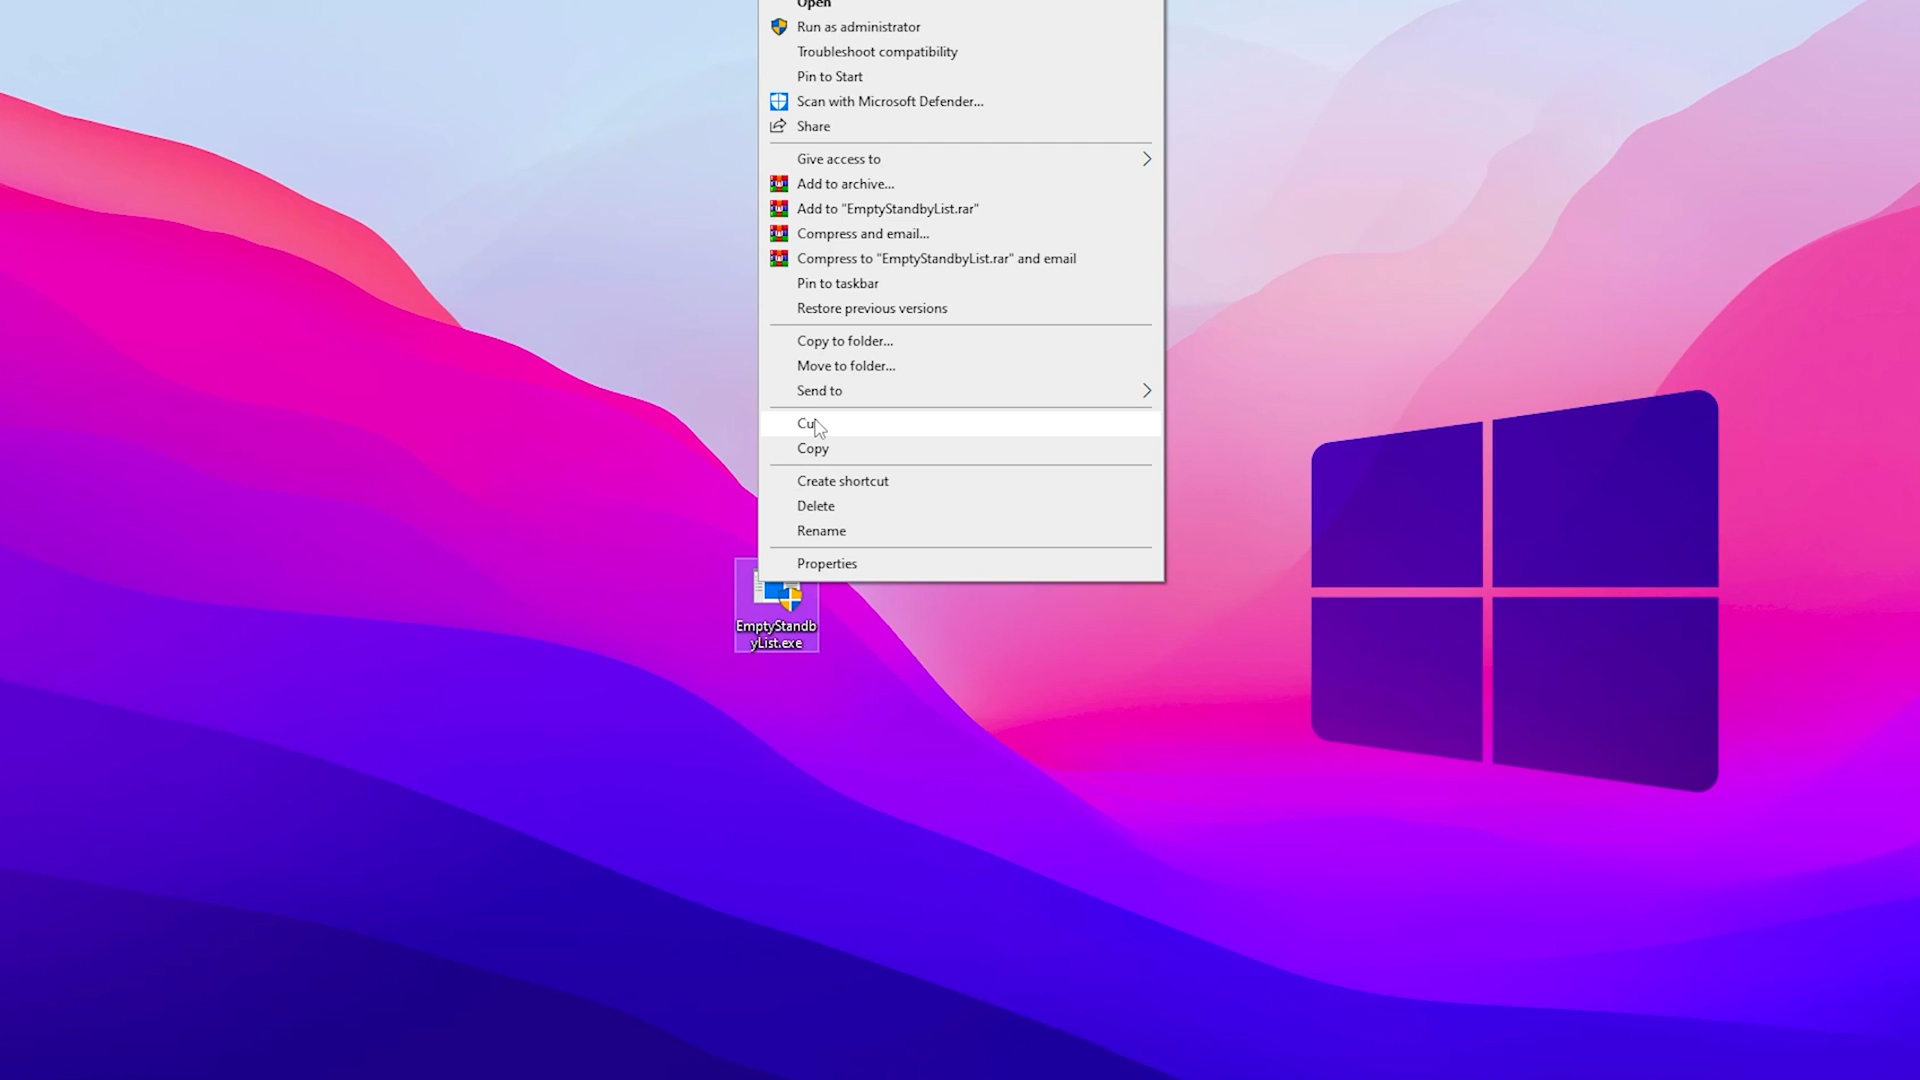 Open
Run as administrator
Troubleshoot compatibility
Pin to Start
Scan with Microsoft Defender...
Share
Give access to
Add to archive...
Add to "EmptyStandbyList.rar"
Compress and email...
Compress to "EmptyStandbyList.rar" and email
Pin to taskbar
Restore previous versions
Copy to folder...
Move to folder...
Send to
Cut
Copy
Create shortcut
Delete
Rename
Properties
EmptyStandb
yList.exe